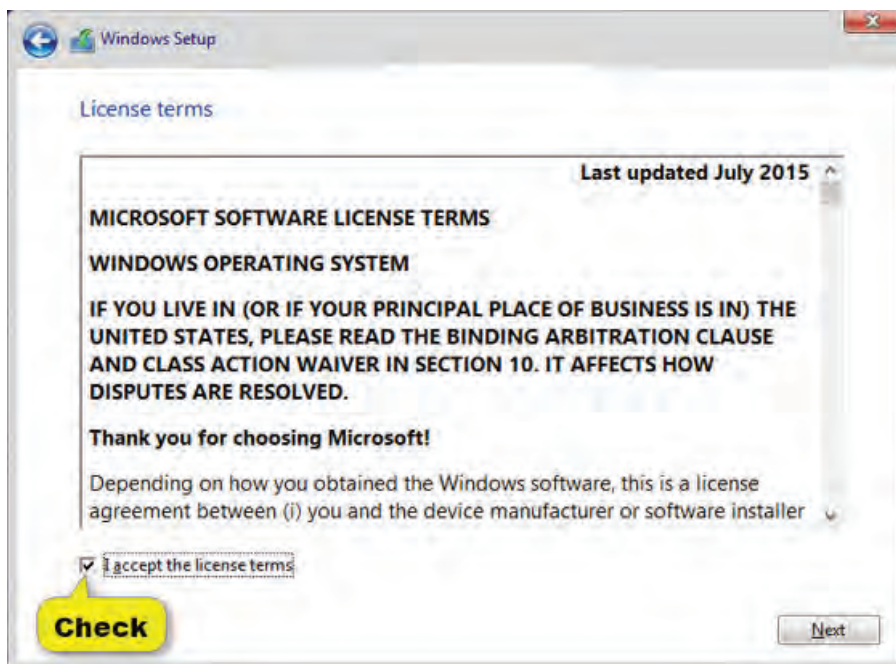 Windows Setup
License terms
Last updated July 2015
MICROSOFT SOFTWARE LICENSE TERMS
WINDOWS OPERATING SYSTEM
IF YOU LIVE IN (OR IF YOUR PRINCIPAL PLACE OF BUSINESS IS IN) THE
UNITED STATES, PLEASE READ THE BINDING ARBITRATION CLAUSE
AND CLASS ACTION WAIVER IN SECTION 10. IT AFFECTS HOW
DISPUTES ARE RESOLVED.
Thank you for choosing Microsoft!
Depending on how you obtained the Windows software, this is a license
agreement between (i) you and the device manufacturer or software installer
I accept the license terms
Check
Next